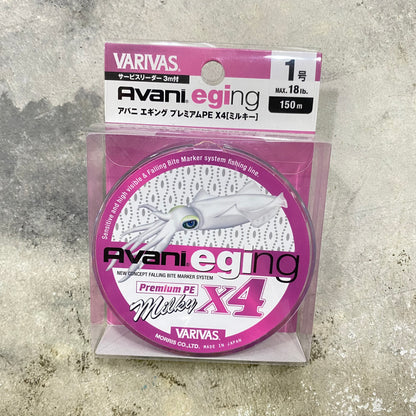 VARIVAS®
サービスリーダー 3m付
Avani eging
アバニ エギング プレミアムPE X4[ミルキー]
1号
MAX. 18lb.
150m
Sensitive and high visible & Falling Bite Marker system fishing line.
Avani eging
NEW CONCEPT FALLING BITE MARKER SYSTEM
Premium PE
Milky X4
VARIVAS
MORRIS CO.,LTD. MADE IN JAPAN